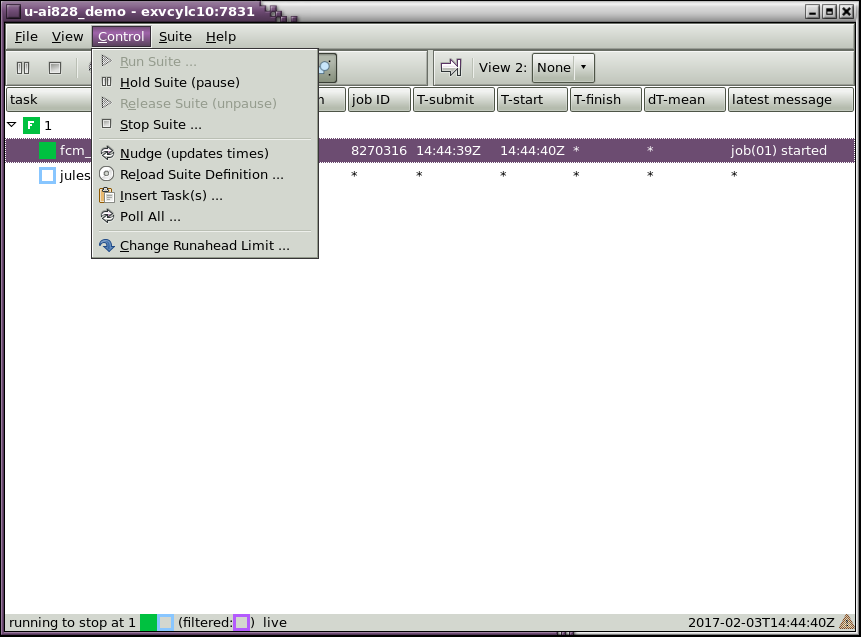 u-ai828_demo - exvcylc10:7831
File View Control Suite Help
Run Suite ...
Hold Suite (pause)
Release Suite (unpause)
Stop Suite ...
Nudge (updates times)
Reload Suite Definition ...
Insert Task(s) ...
Poll All ...
Change Runahead Limit ...
View 2: None
task job ID T-submit T-start T-finish dT-mean latest message
F 1
fcm_ 8270316 14:44:39Z 14:44:40Z * * job(01) started
jules * * * * * *
running to stop at 1 (filtered: ) live 2017-02-03T14:44:40Z